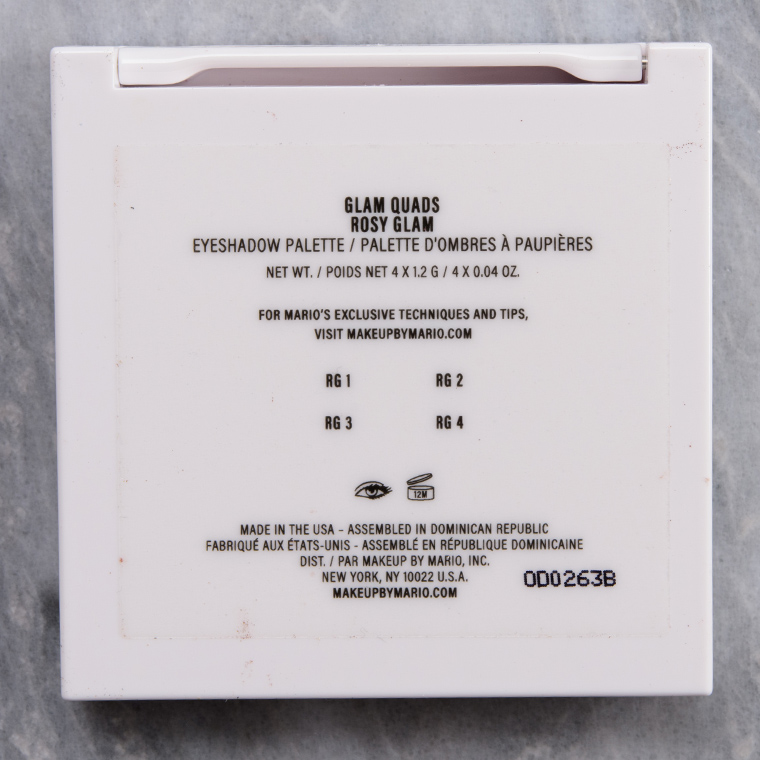 GLAM QUADS
ROSY GLAM
EYESHADOW PALETTE / PALETTE D'OMBRES À PAUPIÈRES
NET WT. / POIDS NET 4 X 1.2 G / 4 X 0.04 OZ.
FOR MARIO'S EXCLUSIVE TECHNIQUES AND TIPS,
VISIT MAKEUPBYMARIO.COM
RG 1 RG 2
RG 3 RG 4
12M
MADE IN THE USA - ASSEMBLED IN DOMINICAN REPUBLIC
FABRIQUÉ AUX ÉTATS-UNIS - ASSEMBLÉ EN RÉPUBLIQUE DOMINICAINE
DIST. / PAR MAKEUP BY MARIO, INC.
NEW YORK, NY 10022 U.S.A.
MAKEUPBYMARIO.COM
0D0263B